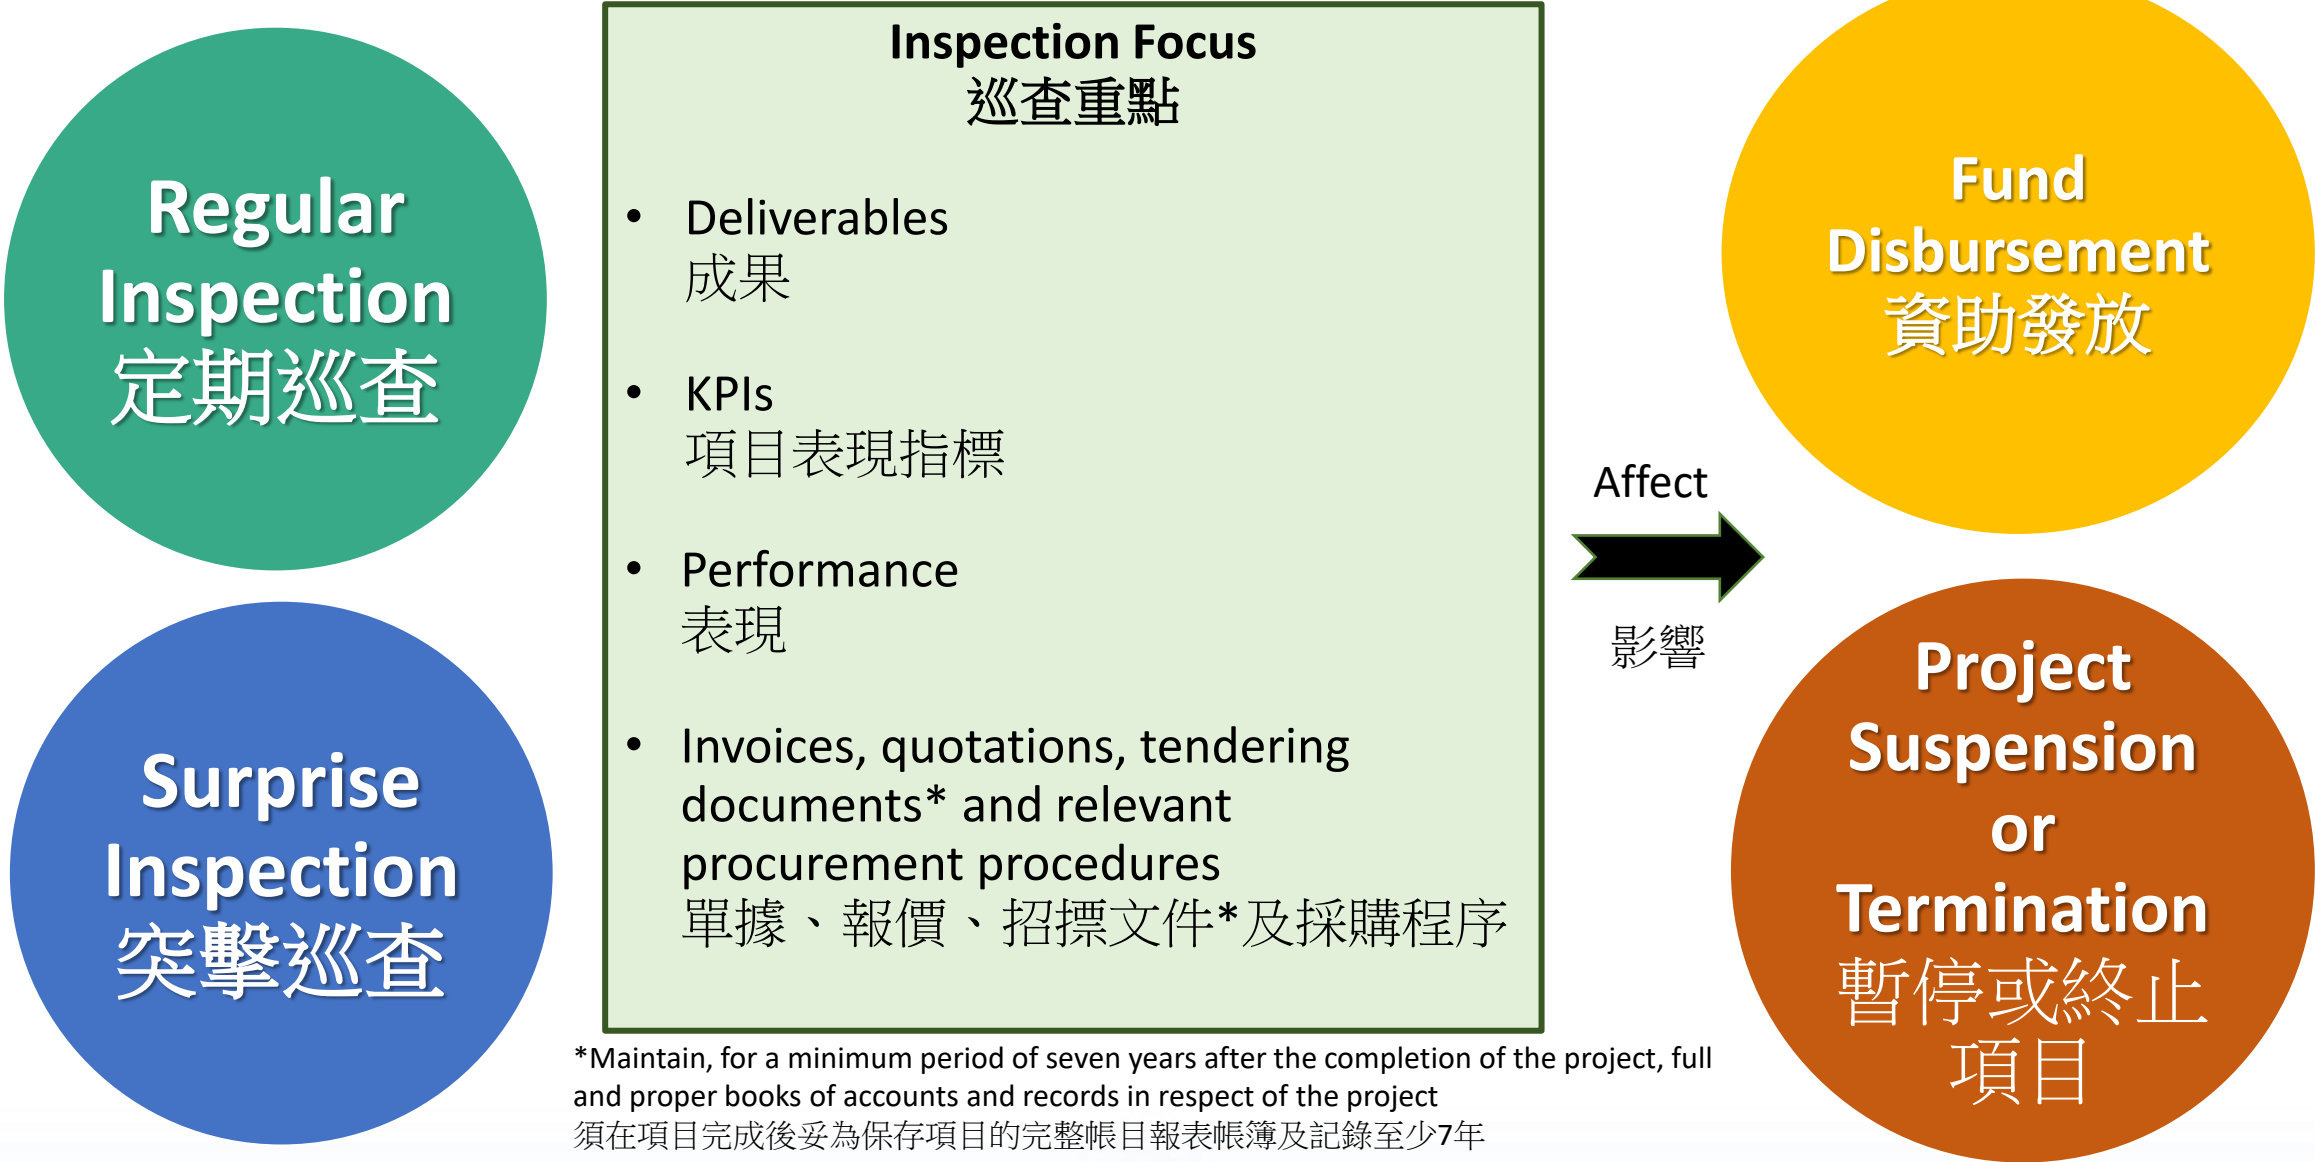 Regular
Inspection
定期巡查
Surprise
Inspection
突擊巡查
Inspection Focus
巡查重點
• Deliverables
成果
• KPIs
項目表現指標
• Performance
表現
• Invoices, quotations, tendering
documents* and relevant
procurement procedures
單據、報價、招摽文件*及採購程序
*Maintain, for a minimum period of seven years after the completion of the project, full
and proper books of accounts and records in respect of the project
須在項目完成後妥為保存項目的完整帳目報表帳簿及記錄至少7年
Affect
影響
Fund
Disbursement
資助發放
Project
Suspension
or
Termination
暫停或終止
項目